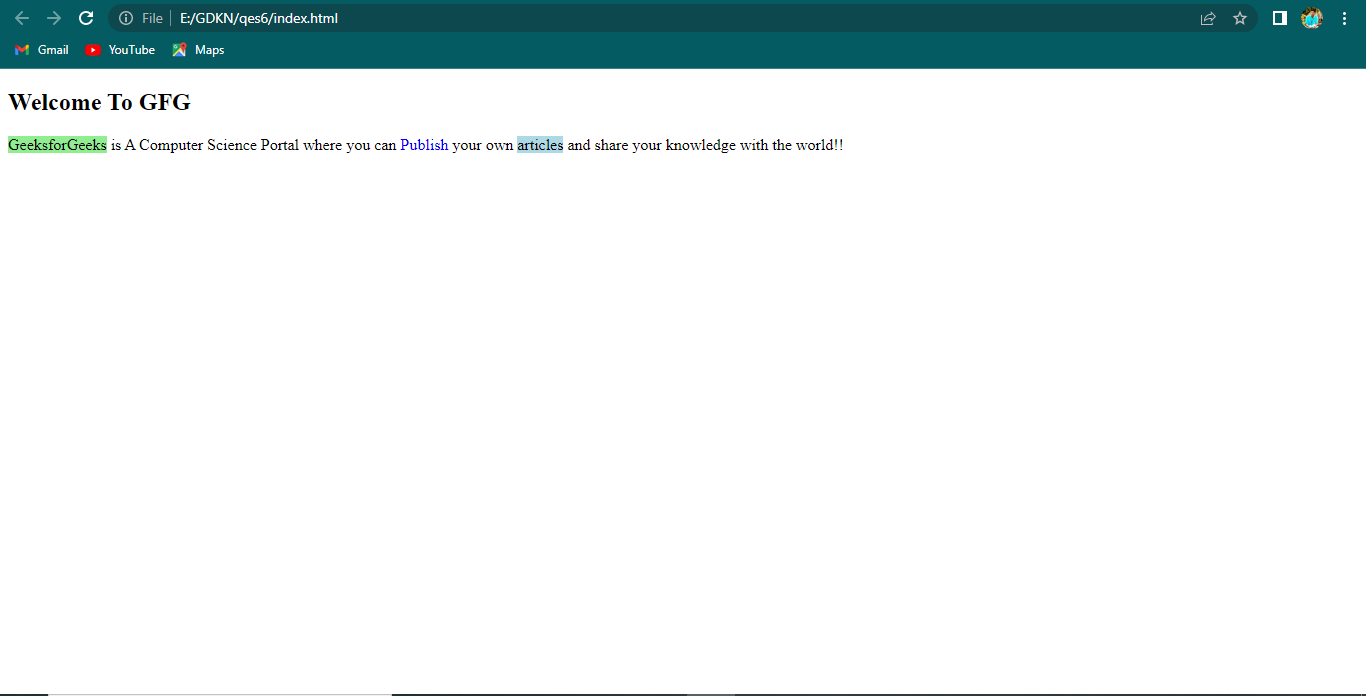 File E:/GDKN/qes6/index.html
Gmail YouTube Maps
Welcome To GFG
GeeksforGeeks is A Computer Science Portal where you can Publish your own articles and share your knowledge with the world!!